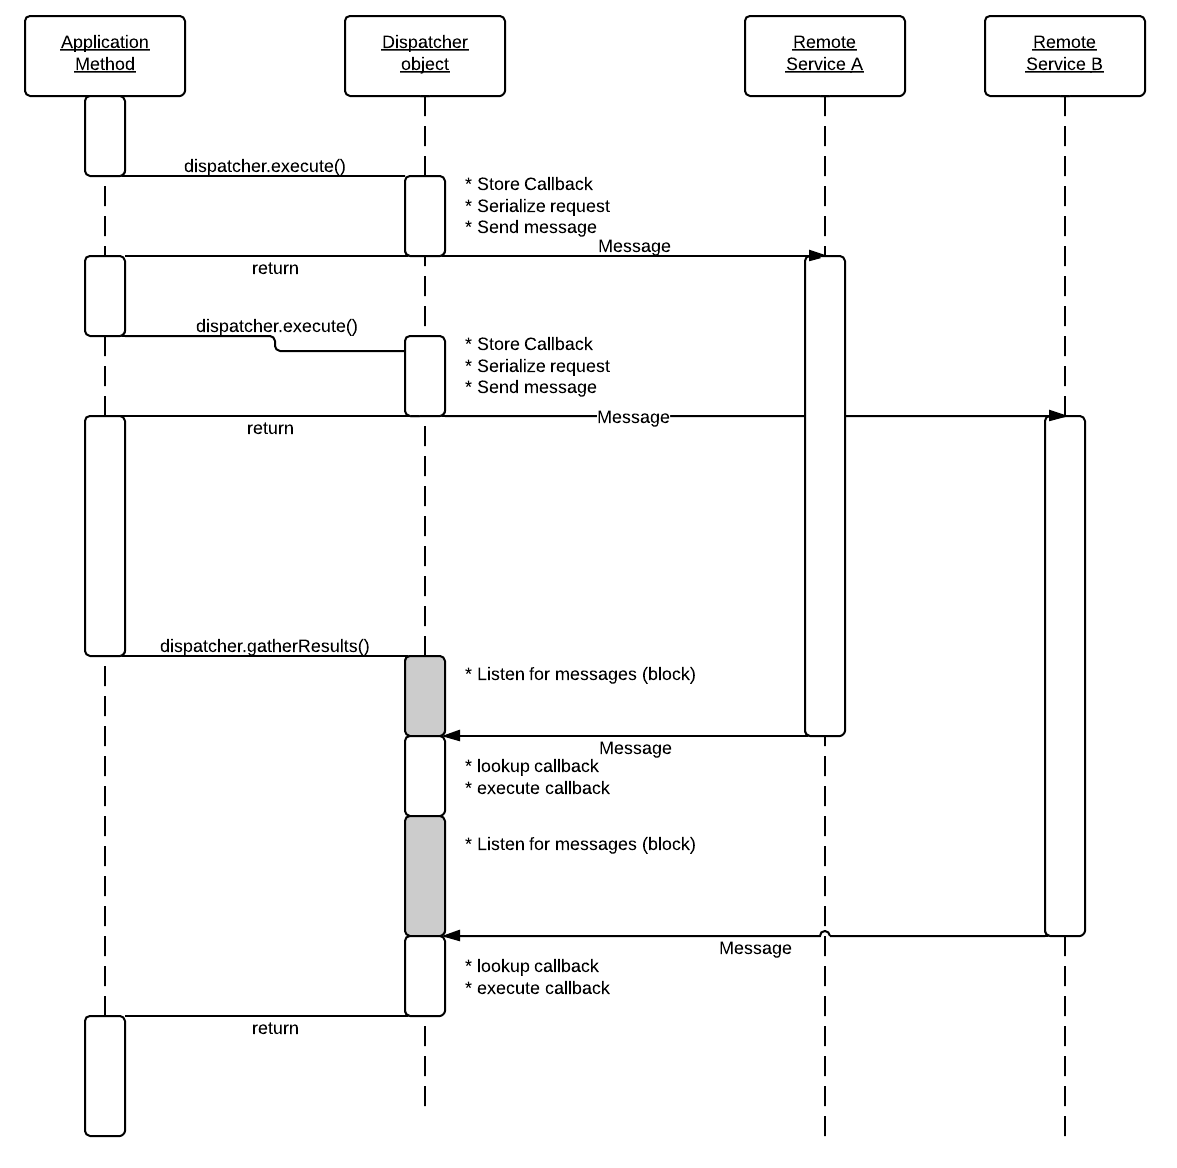 Application
Method
Dispatcher
object
Remote
Service A
Remote
Service B
dispatcher.execute()
* Store Callback
* Serialize request
* Send message
Message
return
dispatcher.execute()
* Store Callback
* Serialize request
* Send message
Message
return
dispatcher.gatherResults()
* Listen for messages (block)
Message
* lookup callback
* execute callback
* Listen for messages (block)
Message
* lookup callback
* execute callback
return